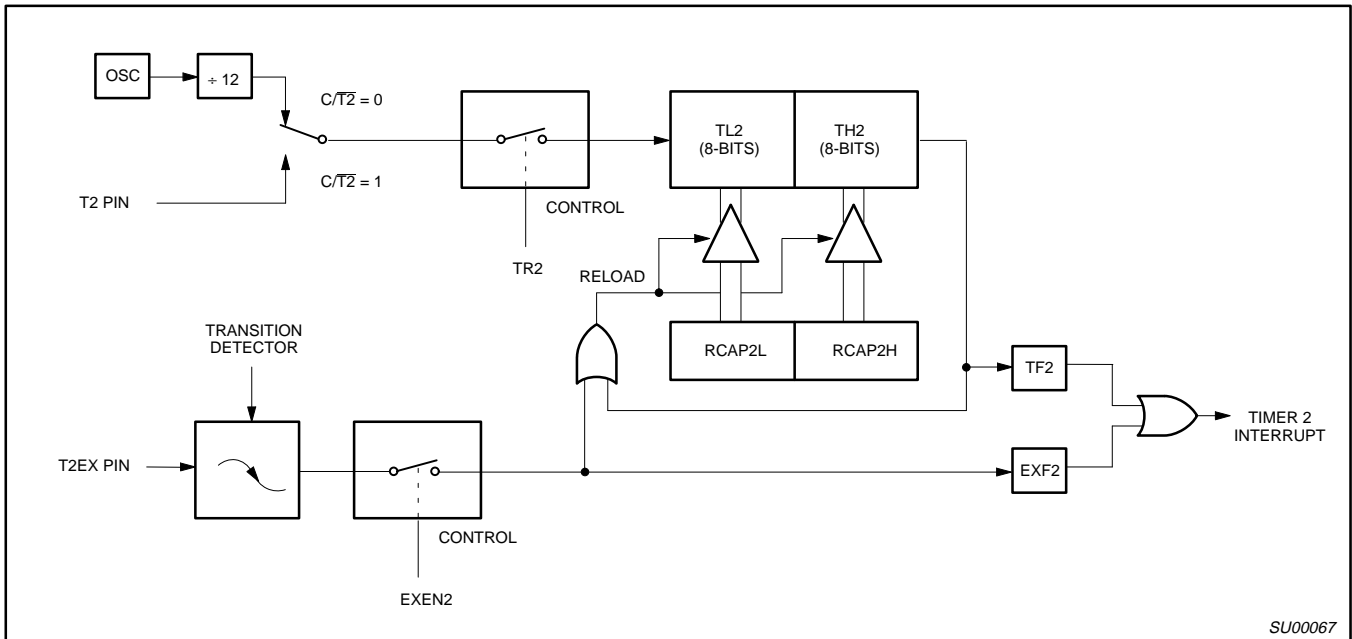 OSC
÷ 12
C/T2 = 0
C/T2 = 1
T2 PIN
TR2
CONTROL
TL2
(8-BITS)
TH2
(8-BITS)
RELOAD
RCAP2L
RCAP2H
TRANSITION
DETECTOR
T2EX PIN
EXEN2
CONTROL
TF2
EXF2
TIMER 2
INTERRUPT
SU00067